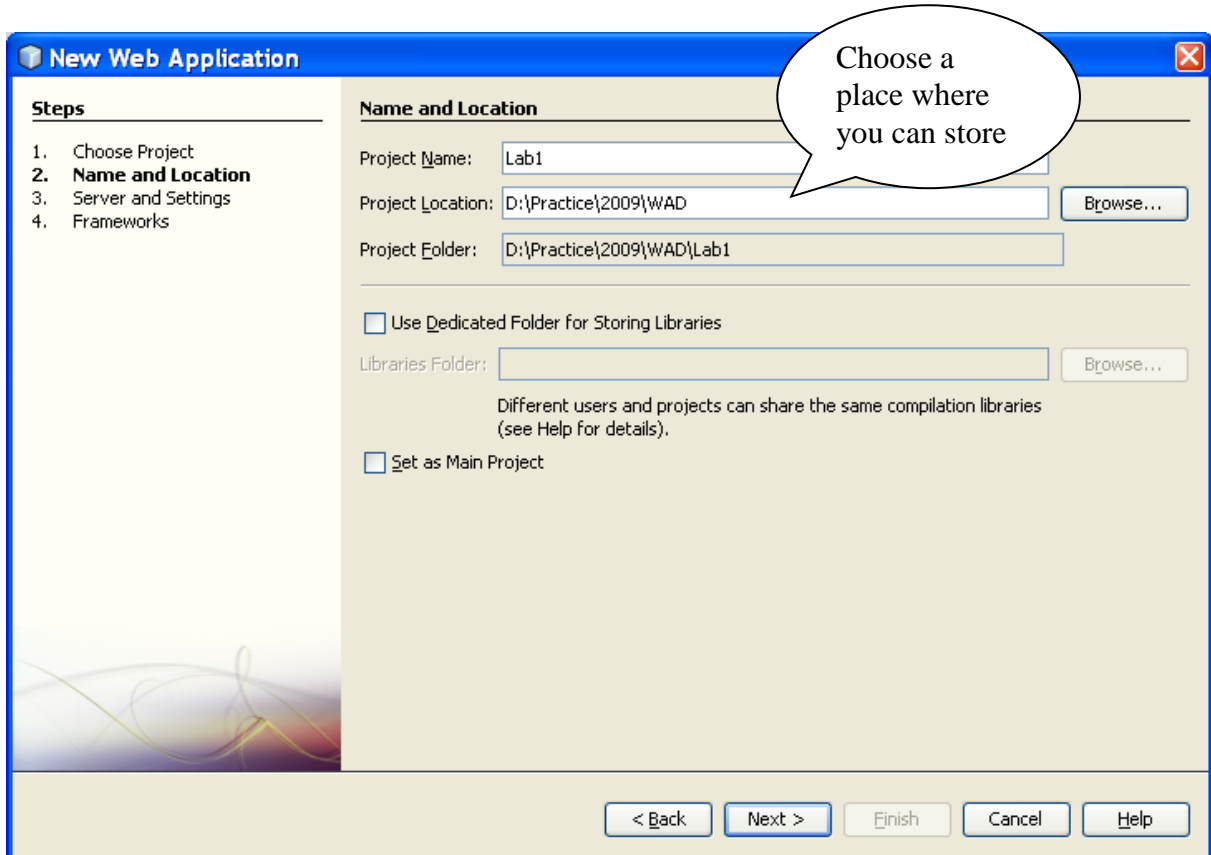 New Web Application
Choose a
place where
you can store
Steps
1. Choose Project
2. Name and Location
3. Server and Settings
4. Frameworks
Name and Location
Project Name: Lab1
Project Location: D:\Practice\2009\WAD Browse...
Project Folder: D:\Practice\2009\WAD\Lab1
Use Dedicated Folder for Storing Libraries
Libraries Folder: Browse...
Different users and projects can share the same compilation libraries
(see Help for details).
Set as Main Project
< Back Next > Finish Cancel Help